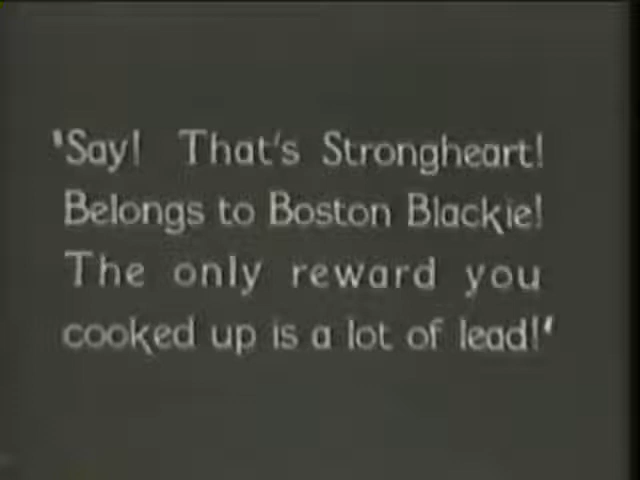 'Say! That's Strongheart!
Belongs to Boston Blackie!
The only reward you
cooked up is a lot of lead!'